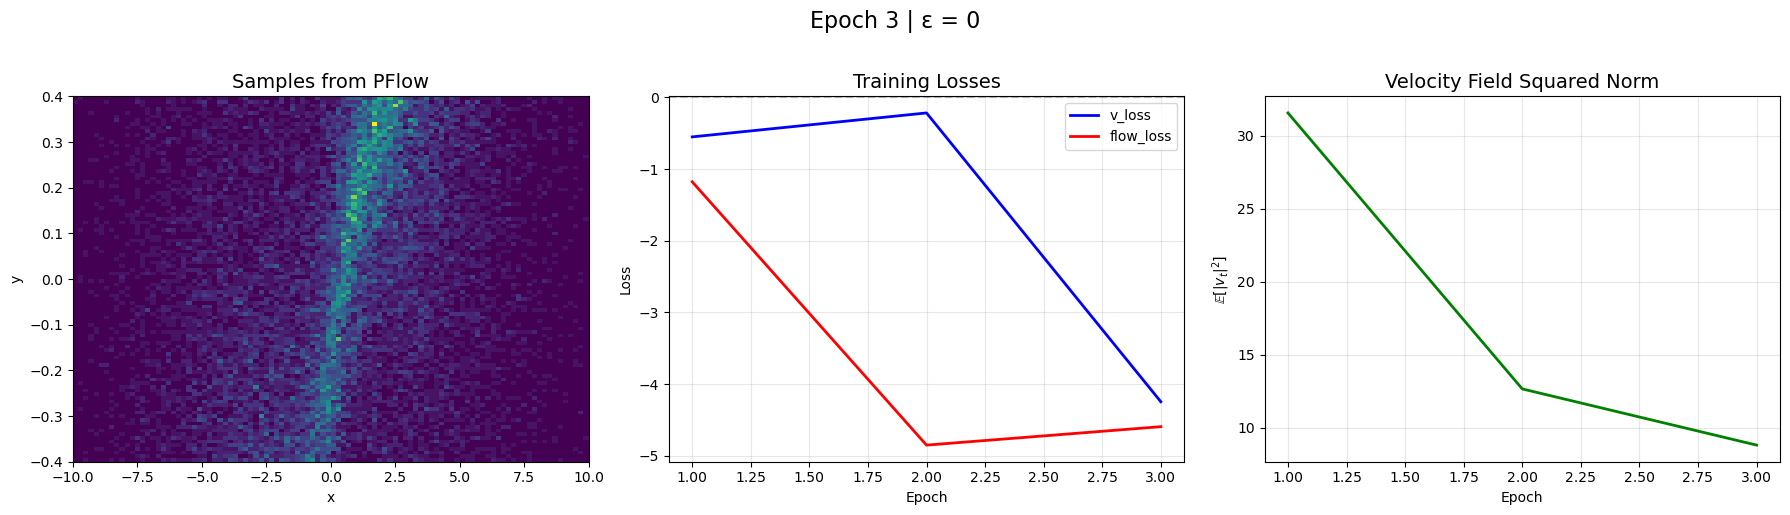 Epoch 3 | ε = 0
Samples from PFlow
0.4
0.3
0.2
0.1
0.0
−0.1
−0.2
−0.3
−0.4
y
−10.0 −7.5 −5.0 −2.5 0.0 2.5 5.0 7.5 10.0
x
Training Losses
v_loss
flow_loss
0
−1
−2
−3
−4
−5
Loss
1.00 1.25 1.50 1.75 2.00 2.25 2.50 2.75 3.00
Epoch
Velocity Field Squared Norm
30
25
20
15
10
𝔼[|v_t|²]
1.00 1.25 1.50 1.75 2.00 2.25 2.50 2.75 3.00
Epoch